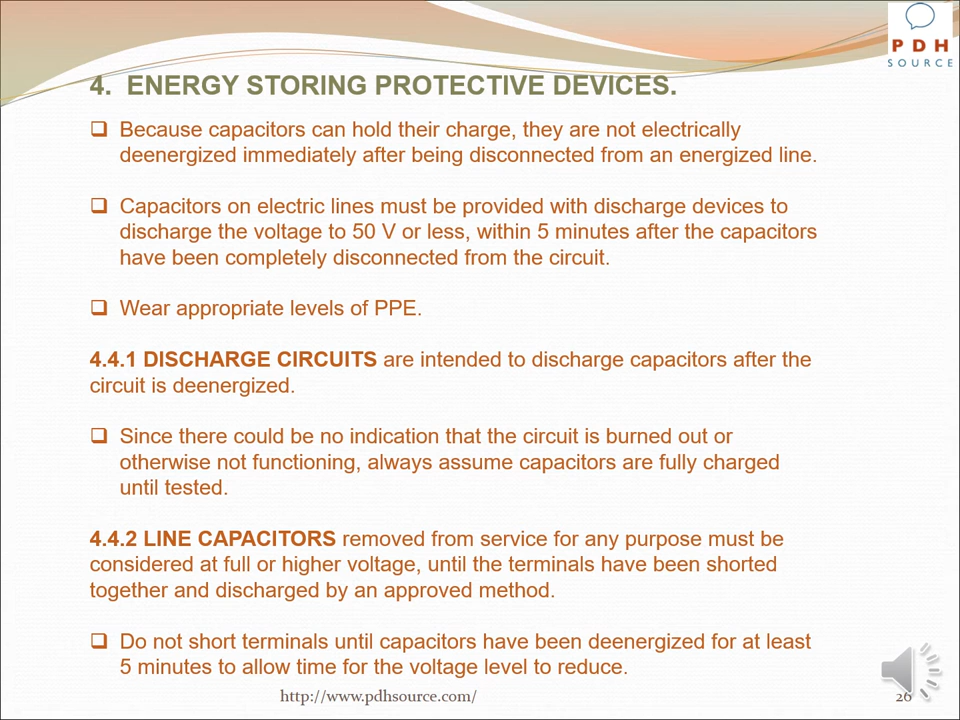 PDH
SOURCE
4. ENERGY STORING PROTECTIVE DEVICES.
❑ Because capacitors can hold their charge, they are not electrically
deenergized immediately after being disconnected from an energized line.
❑ Capacitors on electric lines must be provided with discharge devices to
discharge the voltage to 50 V or less, within 5 minutes after the capacitors
have been completely disconnected from the circuit.
❑ Wear appropriate levels of PPE.
4.4.1 DISCHARGE CIRCUITS are intended to discharge capacitors after the
circuit is deenergized.
❑ Since there could be no indication that the circuit is burned out or
otherwise not functioning, always assume capacitors are fully charged
until tested.
4.4.2 LINE CAPACITORS removed from service for any purpose must be
considered at full or higher voltage, until the terminals have been shorted
together and discharged by an approved method.
❑ Do not short terminals until capacitors have been deenergized for at least
5 minutes to allow time for the voltage level to reduce.
http://www.pdhsource.com/
26